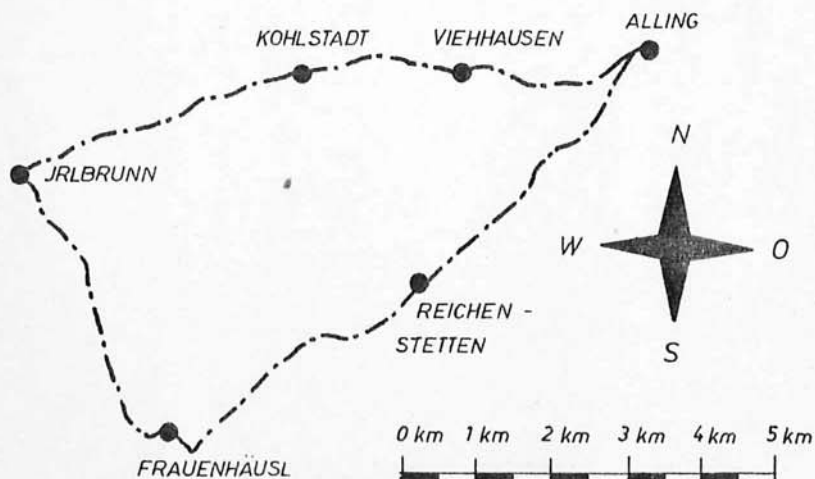 ALLING
KOHLSTADT
VIEHHAUSEN
JRLBRUNN
N
W
O
S
REICHEN -
STETTEN
FRAUENHÄUSL
0 km 1 km 2 km 3 km 4 km 5 km